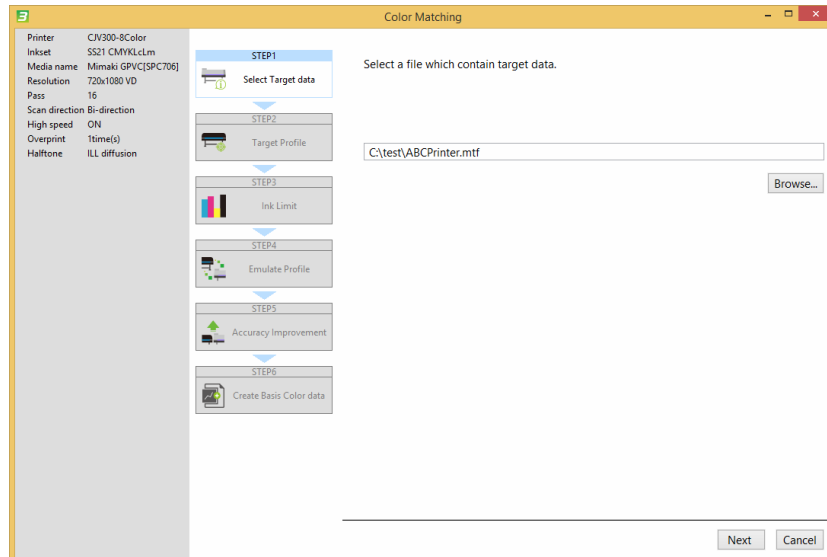 Color Matching
Printer CJV300-8Color
Inkset SS21 CMYKLcLm
Media name Mimaki GPVC[SPC706]
Resolution 720x1080 VD
Pass 16
Scan direction Bi-direction
High speed ON
Overprint 1time(s)
Halftone ILL diffusion
STEP1
Select Target data
STEP2
Target Profile
STEP3
Ink Limit
STEP4
Emulate Profile
STEP5
Accuracy Improvement
STEP6
Create Basis Color data
Select a file which contain target data.
C:\test\ABCPrinter.mtf
Browse...
Next Cancel